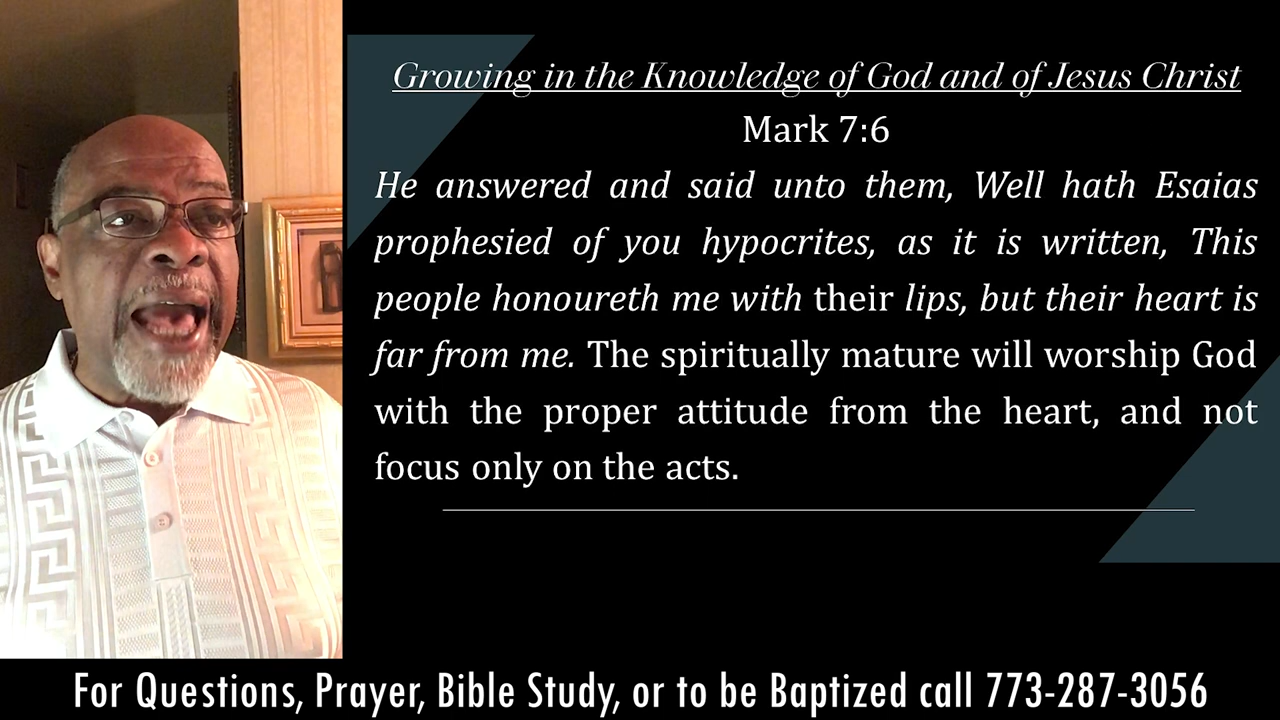 Growing in the Knowledge of God and of Jesus Christ
Mark 7:6
He answered and said unto them, Well hath Esaias
prophesied of you hypocrites, as it is written, This
people honoureth me with their lips, but their heart is
far from me. The spiritually mature will worship God
with the proper attitude from the heart, and not
focus only on the acts.
For Questions, Prayer, Bible Study, or to be Baptized call 773-287-3056